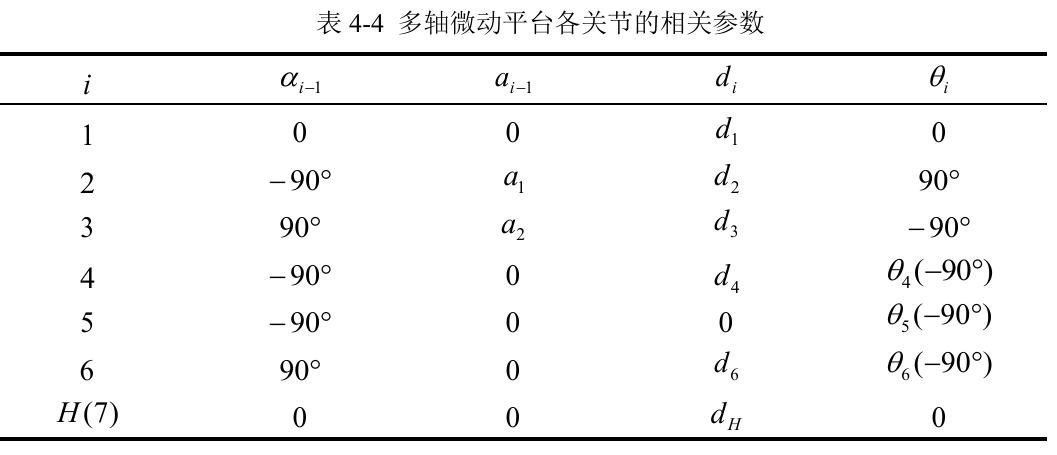 表 4-4 多轴微动平台各关节的相关参数
i α_{i−1} a_{i−1} d_i θ_i
1 0 0 d_1 0
2 −90° a_1 d_2 90°
3 90° a_2 d_3 −90°
4 −90° 0 d_4 θ_4(−90°)
5 −90° 0 0 θ_5(−90°)
6 90° 0 d_6 θ_6(−90°)
H(7) 0 0 d_H 0